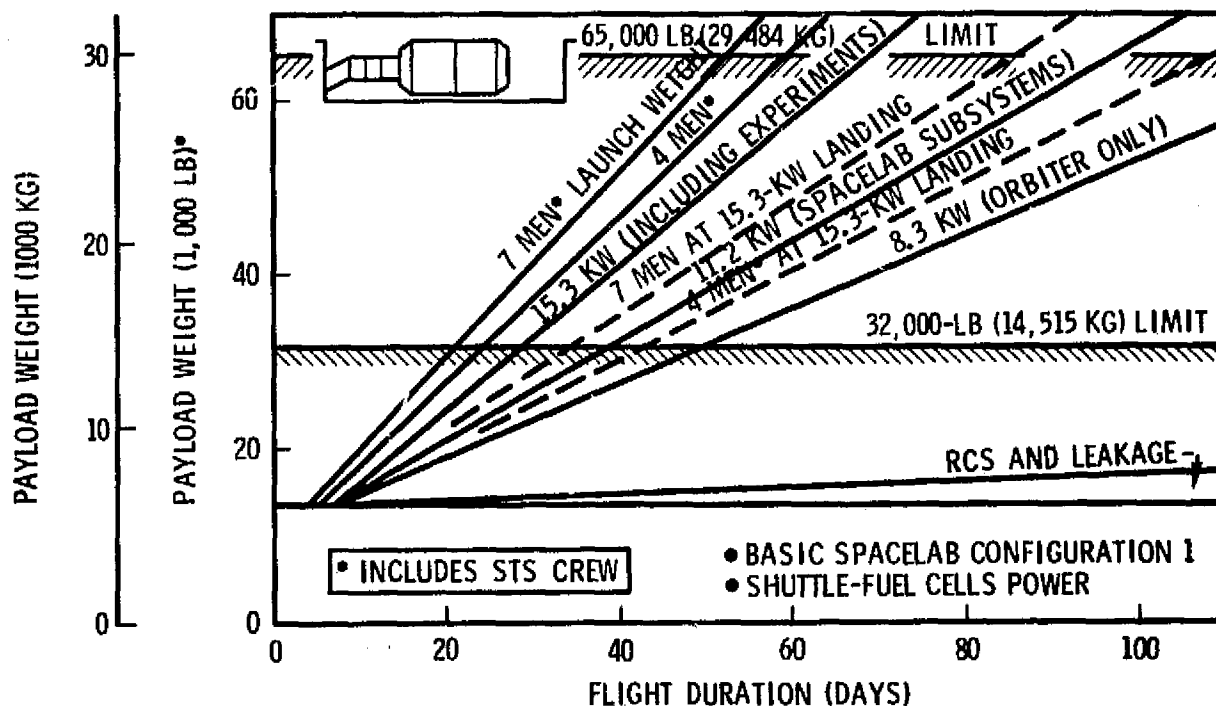 PAYLOAD WEIGHT (1000 KG)
30
20
10
0
PAYLOAD WEIGHT (1,000 LB)*
60
40
20
0
65,000 LB (29,484 KG) LIMIT
7 MEN* LAUNCH WEIGHT
4 MEN*
15.3 KW (INCLUDING EXPERIMENTS)
7 MEN AT 15.3-KW LANDING
11.2 KW (SPACELAB SUBSYSTEMS)
4 MEN* AT 15.3-KW LANDING
8.3 KW (ORBITER ONLY)
32,000-LB (14,515 KG) LIMIT
RCS AND LEAKAGE
* INCLUDES STS CREW
• BASIC SPACELAB CONFIGURATION 1
• SHUTTLE-FUEL CELLS POWER
0 20 40 60 80 100
FLIGHT DURATION (DAYS)